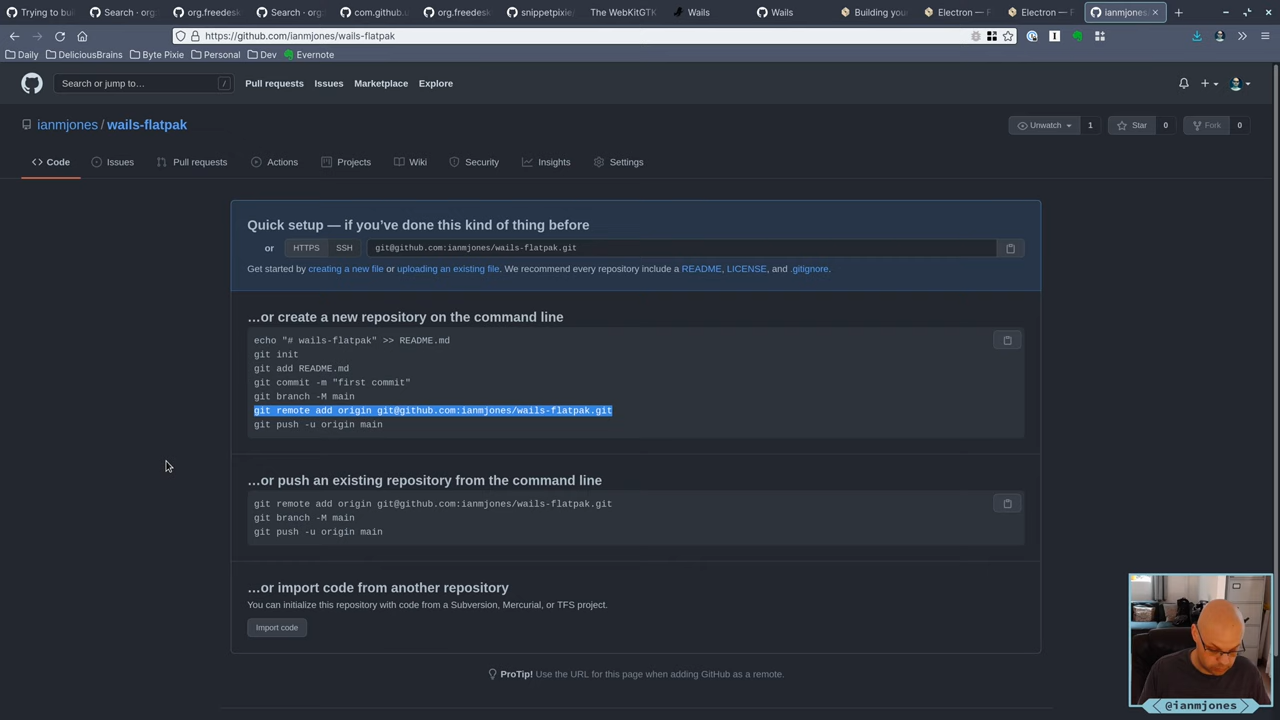 Trying to bu
Search · org
org.freedesk
Search · org
com.github.u
org.freedesk
snippetpixie/
The WebKitGTK
Wails
Wails
Building your
Electron — F
Electron — F
ianmjones/
https://github.com/ianmjones/wails-flatpak
Daily
DeliciousBrains
Byte Pixie
Personal
Dev
Evernote
Search or jump to…
/
Pull requests
Issues
Marketplace
Explore
ianmjones / wails-flatpak
Unwatch
1
Star
0
Fork
0
Code
Issues
Pull requests
Actions
Projects
Wiki
Security
Insights
Settings
Quick setup — if you’ve done this kind of thing before
or
HTTPS
SSH
git@github.com:ianmjones/wails-flatpak.git
Get started by creating a new file or uploading an existing file. We recommend every repository include a README, LICENSE, and .gitignore.
…or create a new repository on the command line
echo "# wails-flatpak" >> README.md
git init
git add README.md
git commit -m "first commit"
git branch -M main
git remote add origin git@github.com:ianmjones/wails-flatpak.git
git push -u origin main
…or push an existing repository from the command line
git remote add origin git@github.com:ianmjones/wails-flatpak.git
git branch -M main
git push -u origin main
…or import code from another repository
You can initialize this repository with code from a Subversion, Mercurial, or TFS project.
Import code
ProTip! Use the URL for this page when adding GitHub as a remote.
@ianmjones